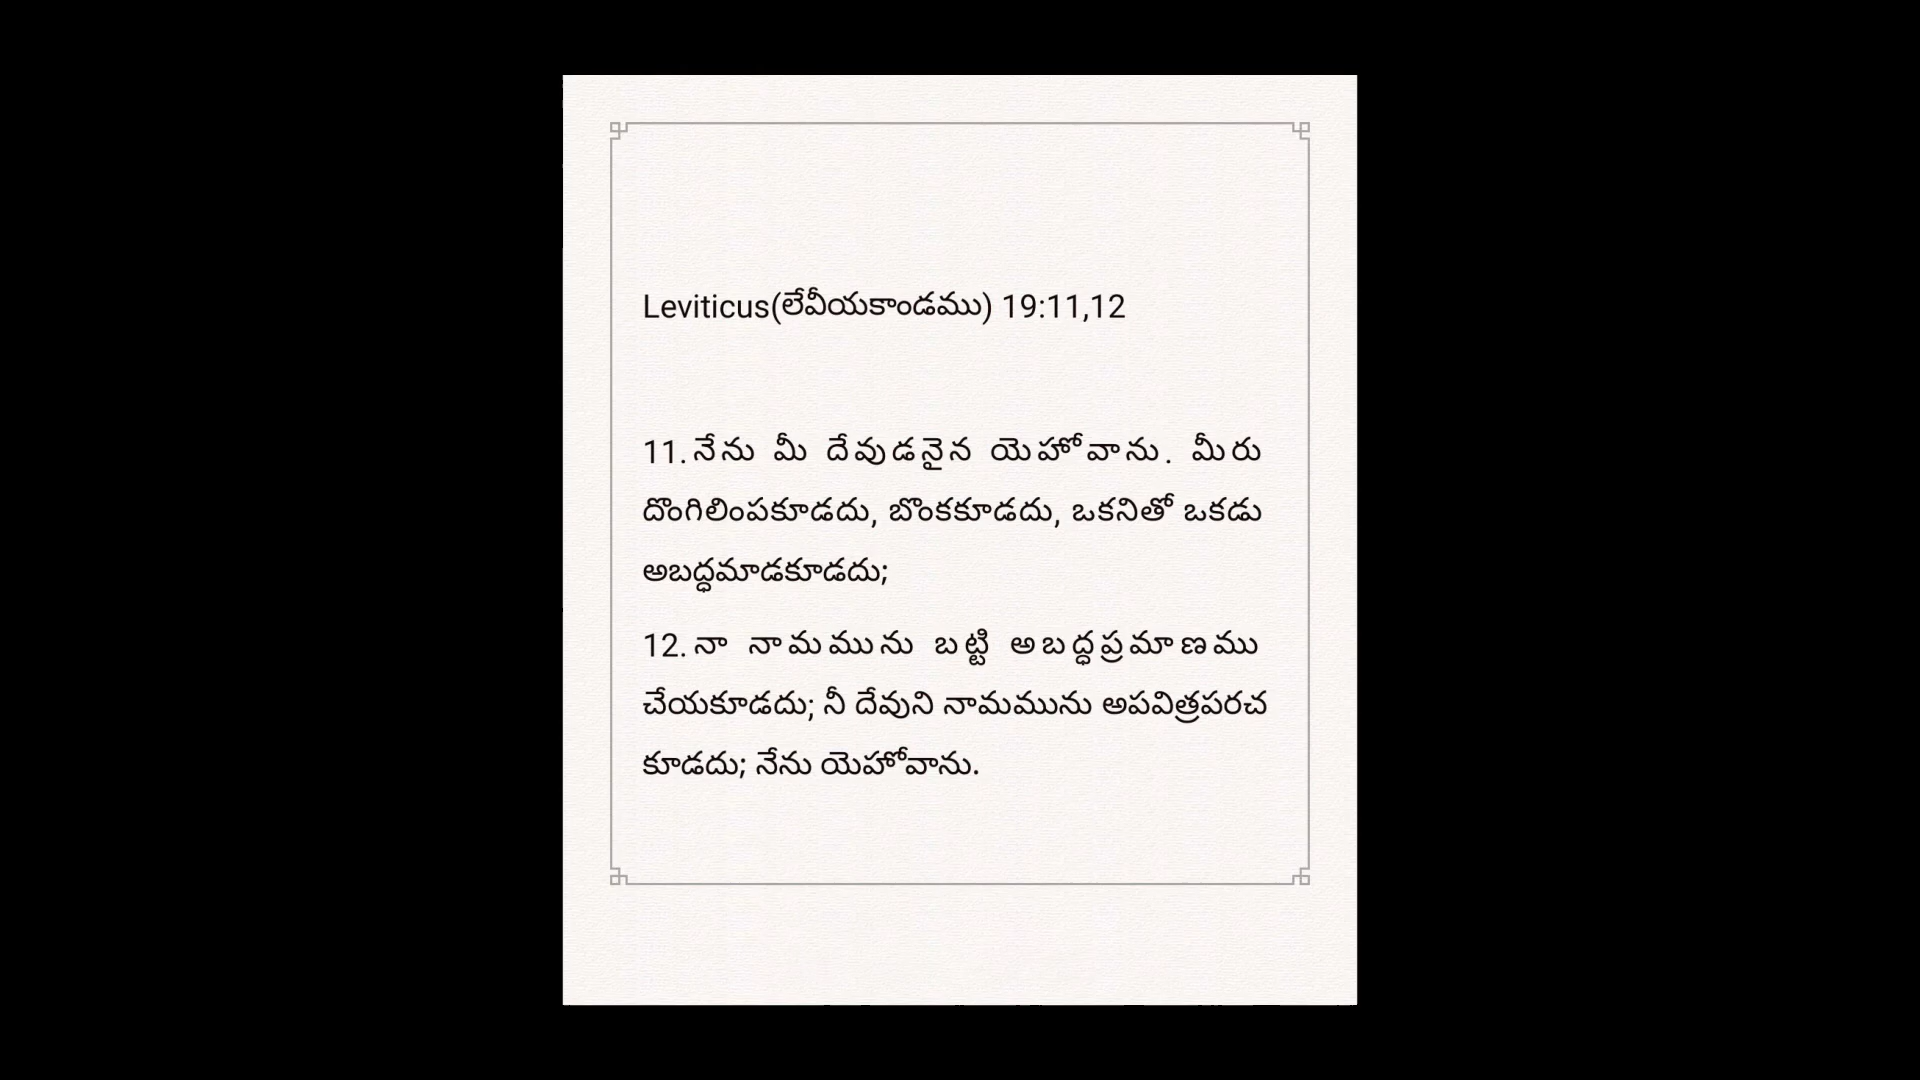 Leviticus(లేవీయకాండము) 19:11,12
11.నేను మీ దేవుడనైన యెహోవాను. మీరు
దొంగిలింపకూడదు, బొంకకూడదు, ఒకనితో ఒకడు
అబద్ధమాడకూడదు;
12.నా నామమును బట్టి అబద్ధప్రమాణము
చేయకూడదు; నీ దేవుని నామమును అపవిత్రపరచ
కూడదు; నేను యెహోవాను.